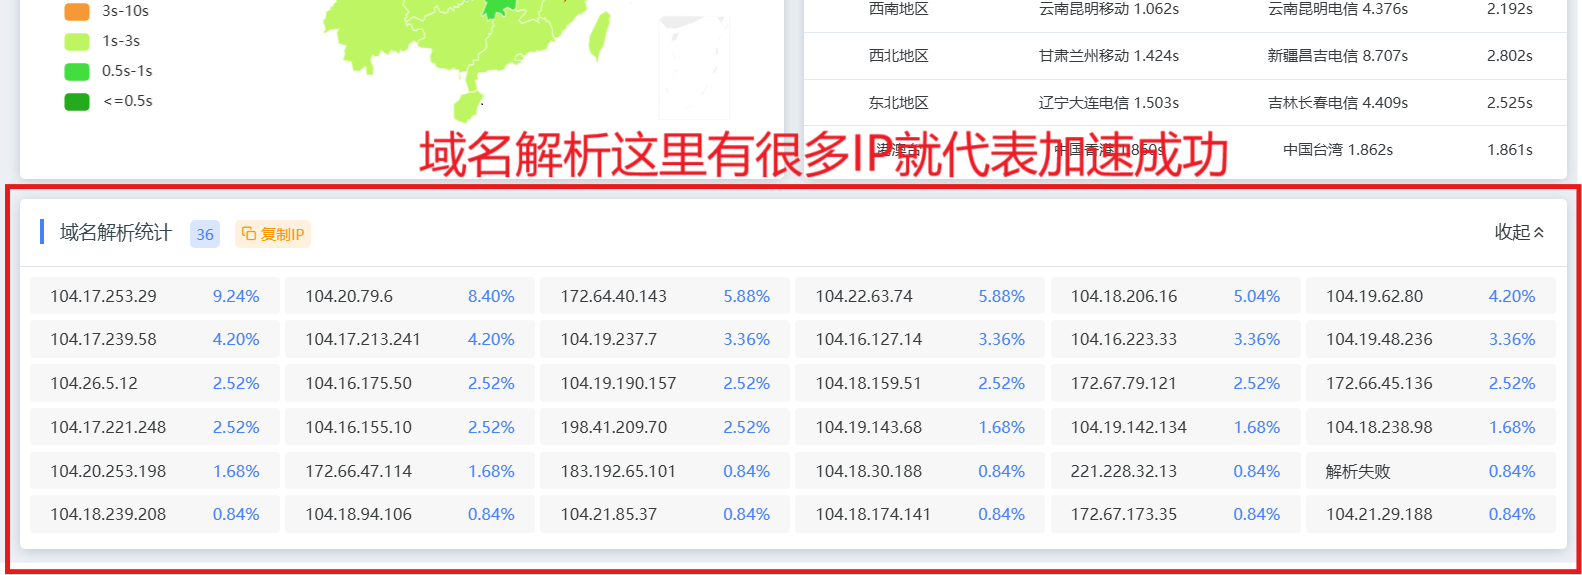 3s-10s
1s-3s
0.5s-1s
<=0.5s
西南地区 云南昆明移动 1.062s 云南昆明电信 4.376s 2.192s
西北地区 甘肃兰州移动 1.424s 新疆昌吉电信 8.707s 2.802s
东北地区 辽宁大连电信 1.503s 吉林长春电信 4.409s 2.525s
港澳台 中国香港 1.859s 中国台湾 1.862s 1.861s
域名解析这里有很多IP就代表加速成功
域名解析统计 36 复制IP 收起
104.17.253.29 9.24% 104.20.79.6 8.40% 172.64.40.143 5.88% 104.22.63.74 5.88% 104.18.206.16 5.04% 104.19.62.80 4.20%
104.17.239.58 4.20% 104.17.213.241 4.20% 104.19.237.7 3.36% 104.16.127.14 3.36% 104.16.223.33 3.36% 104.19.48.236 3.36%
104.26.5.12 2.52% 104.16.175.50 2.52% 104.19.190.157 2.52% 104.18.159.51 2.52% 172.67.79.121 2.52% 172.66.45.136 2.52%
104.17.221.248 2.52% 104.16.155.10 2.52% 198.41.209.70 2.52% 104.19.143.68 1.68% 104.19.142.134 1.68% 104.18.238.98 1.68%
104.20.253.198 1.68% 172.66.47.114 1.68% 183.192.65.101 0.84% 104.18.30.188 0.84% 221.228.32.13 0.84% 解析失败 0.84%
104.18.239.208 0.84% 104.18.94.106 0.84% 104.21.85.37 0.84% 104.18.174.141 0.84% 172.67.173.35 0.84% 104.21.29.188 0.84%